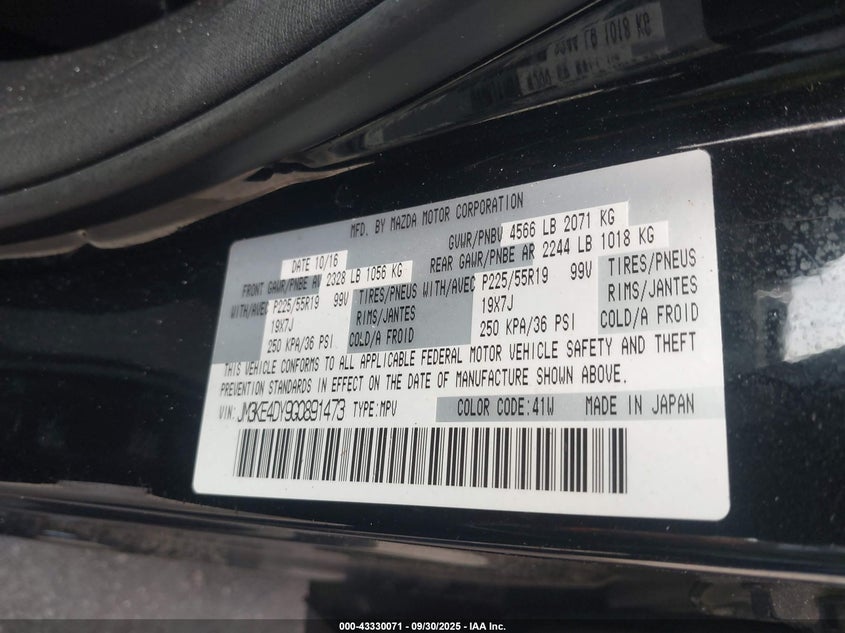 MFD. BY MAZDA MOTOR CORPORATION
DATE 10/16 GVWR/PNBV 4566 LB 2071 KG
FRONT GAWR/PNBE AV 2328 LB 1056 KG REAR GAWR/PNBE AR 2244 LB 1018 KG
WITH/AVEC P225/55R19 99V TIRES/PNEUS WITH/AVEC P225/55R19 99V TIRES/PNEUS
19X7J RIMS/JANTES 19X7J RIMS/JANTES
250 KPA/36 PSI COLD/A FROID 250 KPA/36 PSI COLD/A FROID
THIS VEHICLE CONFORMS TO ALL APPLICABLE FEDERAL MOTOR VEHICLE SAFETY AND THEFT
PREVENTION STANDARDS IN EFFECT ON THE DATE OF MANUFACTURE SHOWN ABOVE.
VIN: JM3KE4DY9G0891473 TYPE:MPV COLOR CODE:41W MADE IN JAPAN
000-43330071 - 09/30/2025 - IAA Inc.